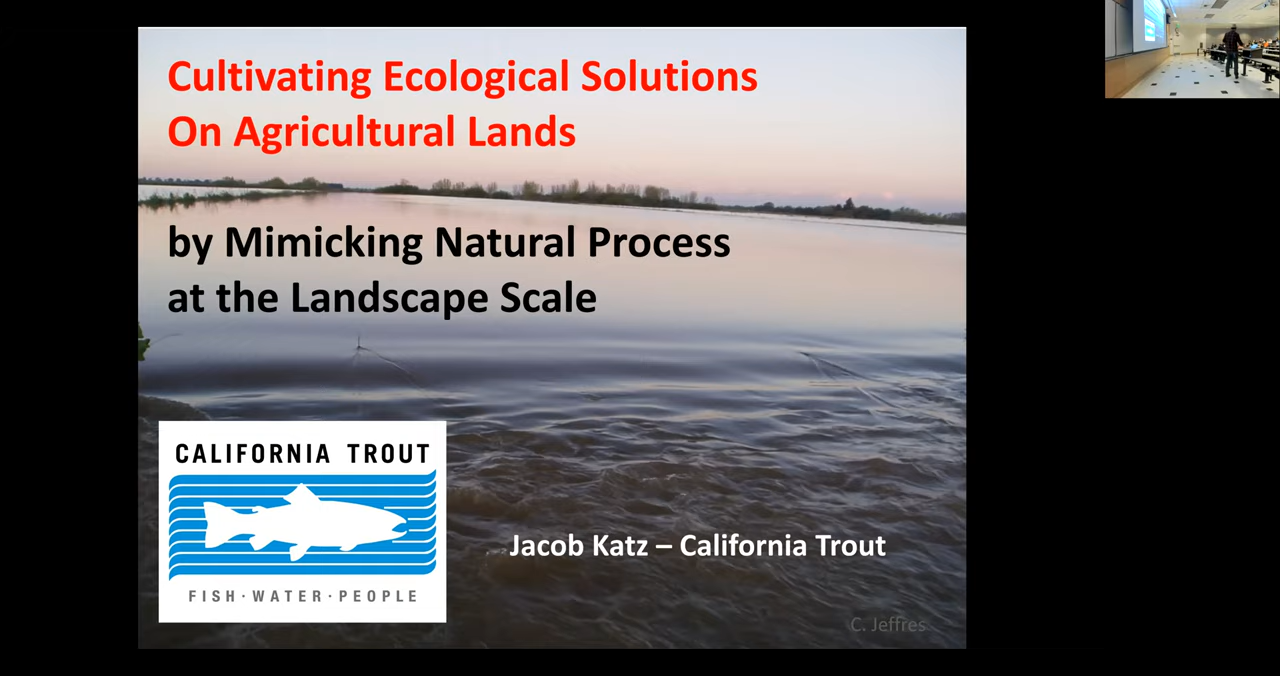 Cultivating Ecological Solutions
On Agricultural Lands
by Mimicking Natural Process
at the Landscape Scale
CALIFORNIA TROUT
FISH·WATER·PEOPLE
Jacob Katz – California Trout
C. Jeffres